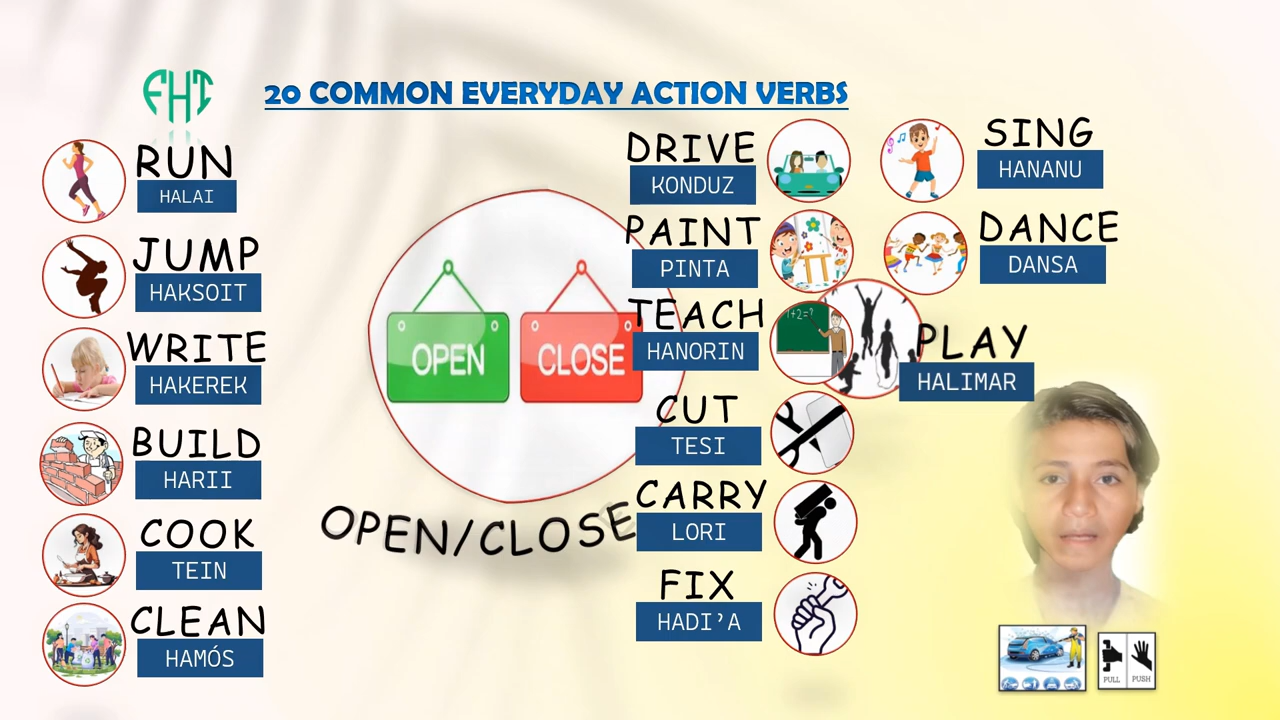 FHI
20 COMMON EVERYDAY ACTION VERBS
RUN
HALAI
JUMP
HAKSOIT
WRITE
HAKEREK
BUILD
HARII
COOK
TEIN
CLEAN
HAMÓS
OPEN
CLOSE
OPEN/CLOSE
DRIVE
KONDUZ
PAINT
PINTA
TEACH
HANORIN
1+2=?
CUT
TESI
CARRY
LORI
FIX
HADI’A
SING
HANANU
DANCE
DANSA
PLAY
HALIMAR
PULL
PUSH